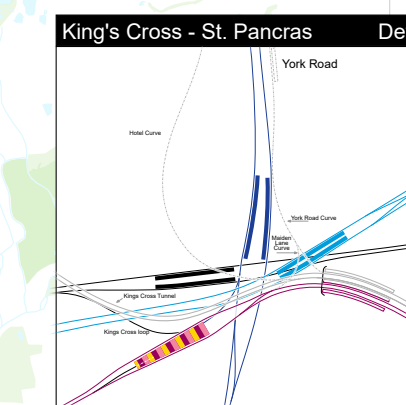 King's Cross - St. Pancras
De
York Road
Hotel Curve
York Road Curve
Maiden
Lane
Curve
Kings Cross Tunnel
Kings Cross loop